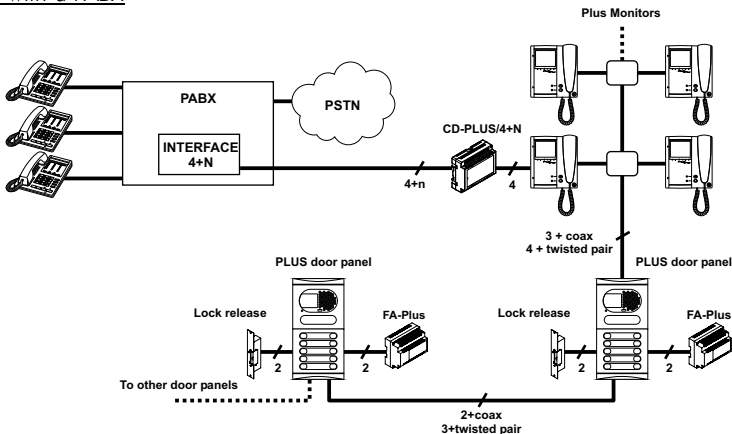 Plus Monitors
PABX
PSTN
CD-PLUS/4+N
INTERFACE
4+N
4+n
4
3 + coax
4 + twisted pair
PLUS door panel
PLUS door panel
Lock release
FA-Plus
Lock release
FA-Plus
2
2
2
2
To other door panels
2+coax
3+twisted pair